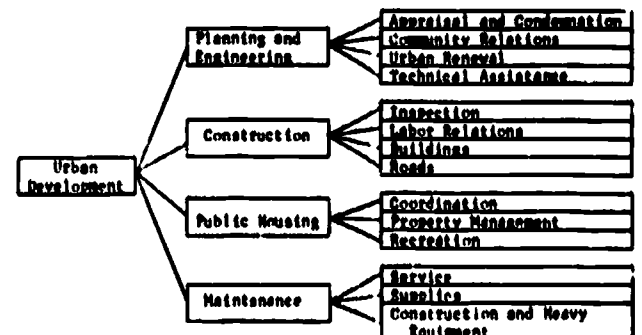 Planning and
Engineering
Appraisal and Condemnation
Community Relations
Urban Renewal
Technical Assistance
Construction
Inspection
Labor Relations
Buildings
Roads
Urban
Development
Public Housing
Coordination
Property Management
Recreation
Maintenance
Service
Supplies
Construction and Heavy
Equipment